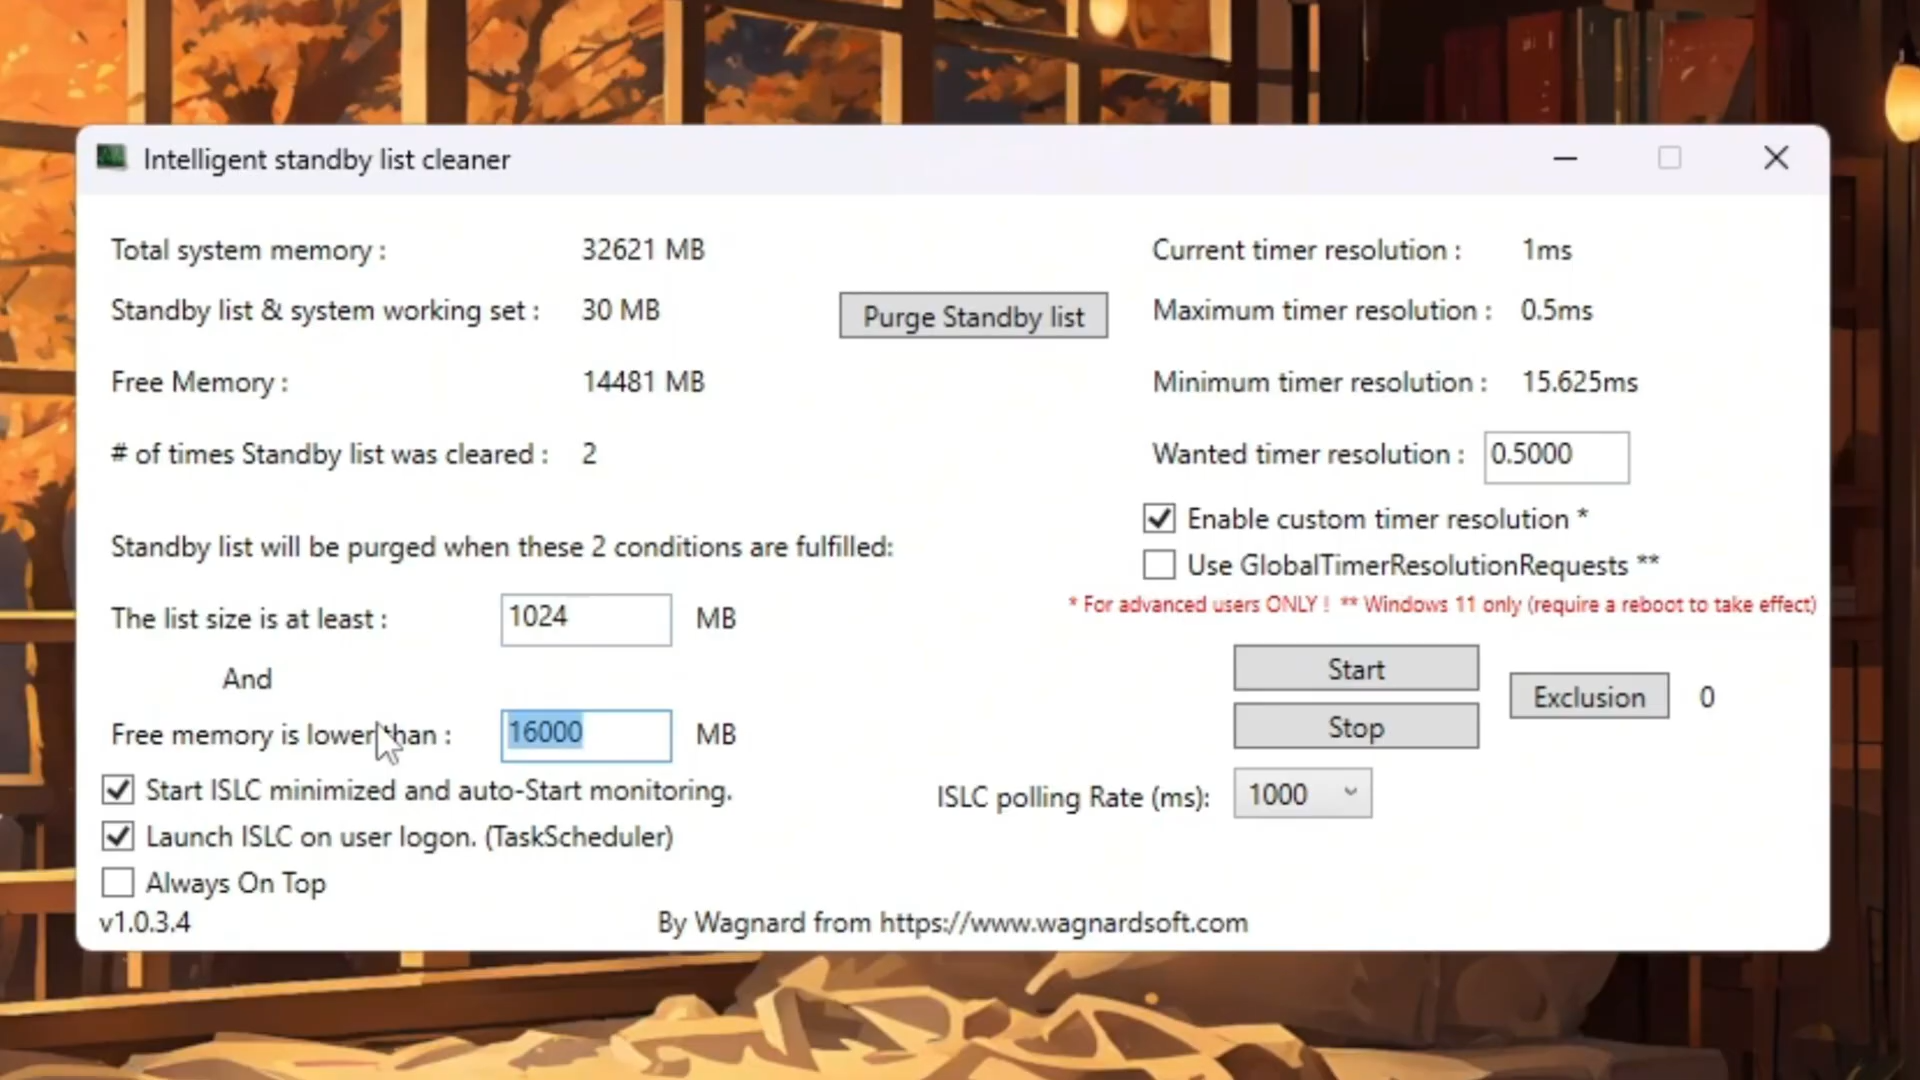 Intelligent standby list cleaner
Total system memory : 32621 MB
Standby list & system working set : 30 MB
Purge Standby list
Free Memory : 14481 MB
# of times Standby list was cleared : 2
Current timer resolution : 1ms
Maximum timer resolution : 0.5ms
Minimum timer resolution : 15.625ms
Wanted timer resolution : 0.5000
Enable custom timer resolution *
Use GlobalTimerResolutionRequests **
* For advanced users ONLY ! ** Windows 11 only (require a reboot to take effect)
Standby list will be purged when these 2 conditions are fulfilled:
The list size is at least : 1024 MB
And
Free memory is lower than : 16000 MB
Start ISLC minimized and auto-Start monitoring.
Launch ISLC on user logon. (TaskScheduler)
Always On Top
Start
Stop
Exclusion 0
ISLC polling Rate (ms): 1000
v1.0.3.4
By Wagnard from https://www.wagnardsoft.com